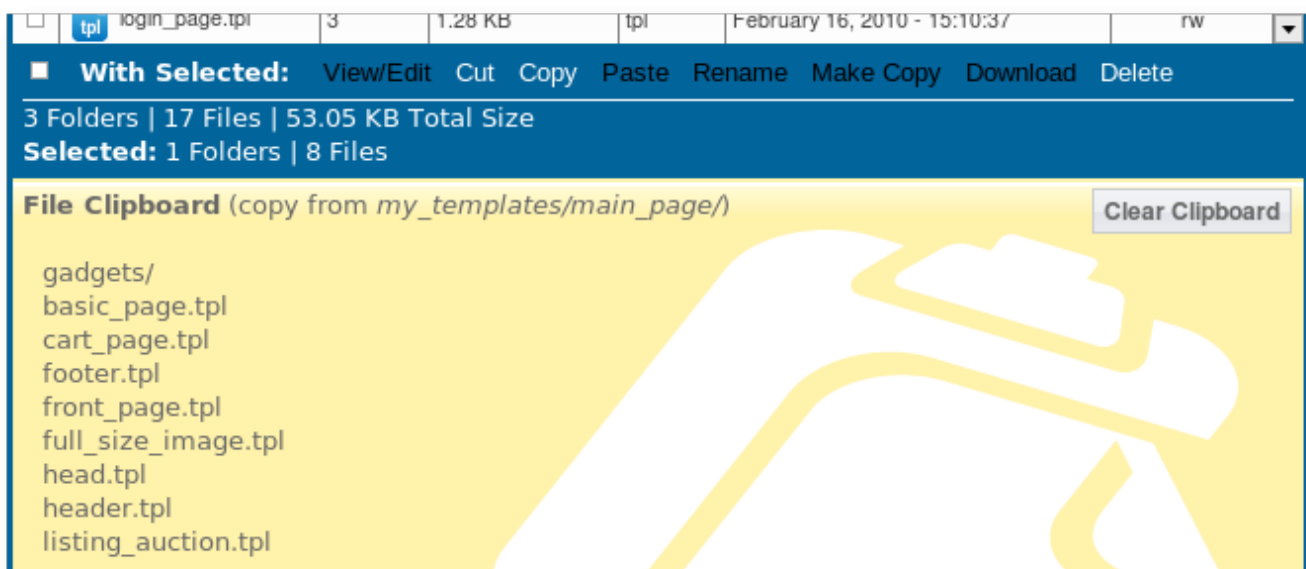 tpl login_page.tpl 3 1.28 KB tpl February 16, 2010 - 15:10:37 rw
With Selected: View/Edit Cut Copy Paste Rename Make Copy Download Delete
3 Folders | 17 Files | 53.05 KB Total Size
Selected: 1 Folders | 8 Files
File Clipboard (copy from my_templates/main_page/) Clear Clipboard
gadgets/
basic_page.tpl
cart_page.tpl
footer.tpl
front_page.tpl
full_size_image.tpl
head.tpl
header.tpl
listing_auction.tpl